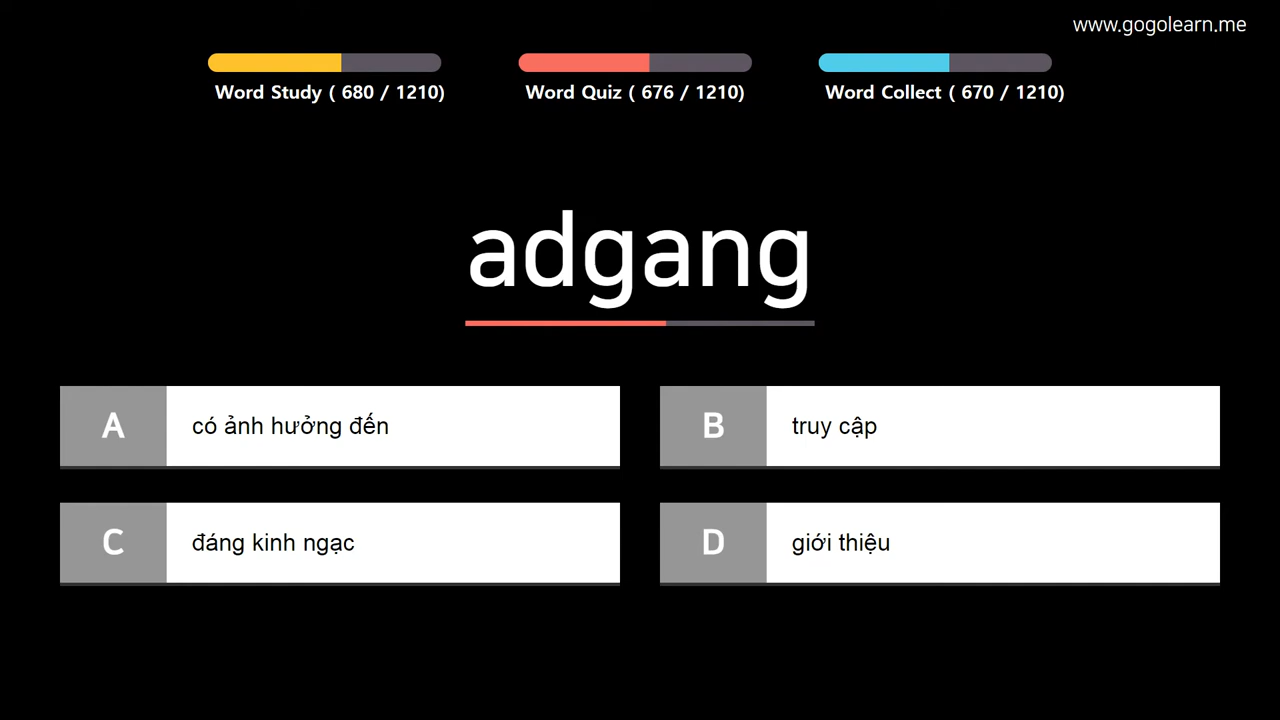 www.gogolearn.me
Word Study ( 680 / 1210)
Word Quiz ( 676 / 1210)
Word Collect ( 670 / 1210)
adgang
A có ảnh hưởng đến
B truy cập
C đáng kinh ngạc
D giới thiệu